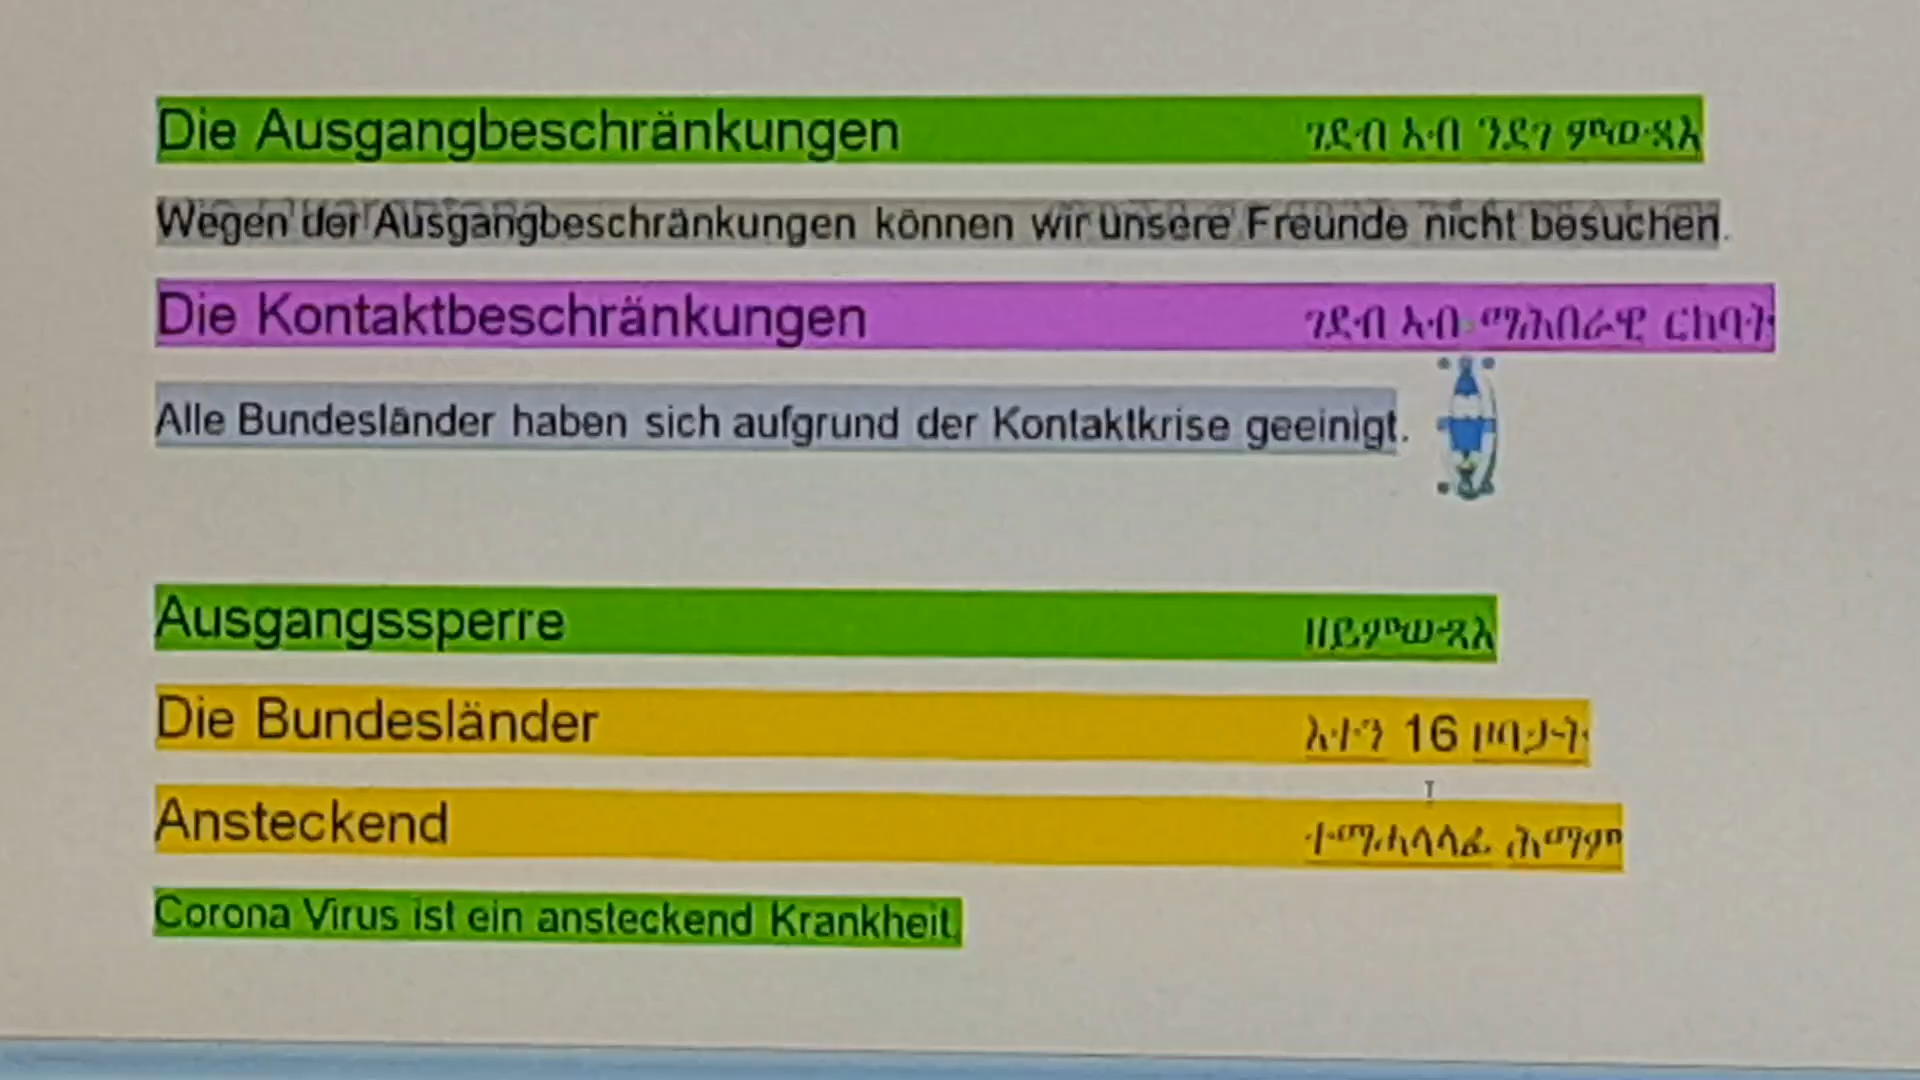 Die Ausgangbeschränkungen ገደብ ኣብ ንደገ ምውጻእ
Wegen der Ausgangbeschränkungen können wir unsere Freunde nicht besuchen.
Die Kontaktbeschränkungen ገደብ ኣብ ማሕበራዊ ርክባት
Alle Bundesländer haben sich aufgrund der Kontaktkrise geeinigt.
Ausgangssperre ዘይምውጻእ
Die Bundesländer እተን 16 ዞባታት
Ansteckend ተማሓላላፊ ሕማም
Corona Virus ist ein ansteckend Krankheit.